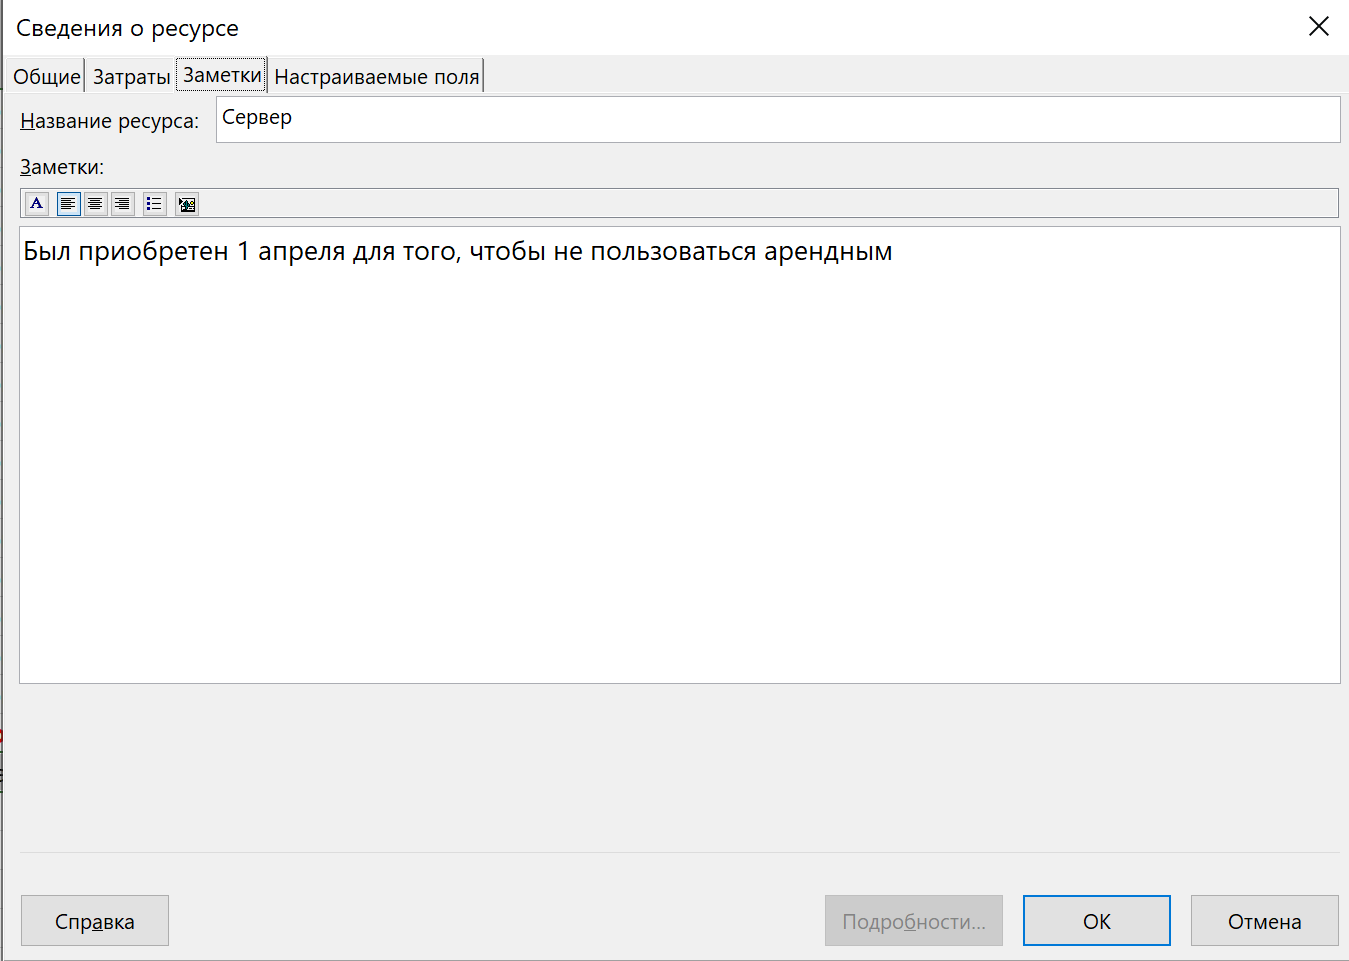 Сведения о ресурсе
Общие Затраты Заметки Настраиваемые поля
Название ресурса: Сервер
Заметки:
A
Был приобретен 1 апреля для того, чтобы не пользоваться арендным
Справка Подробности... ОК Отмена